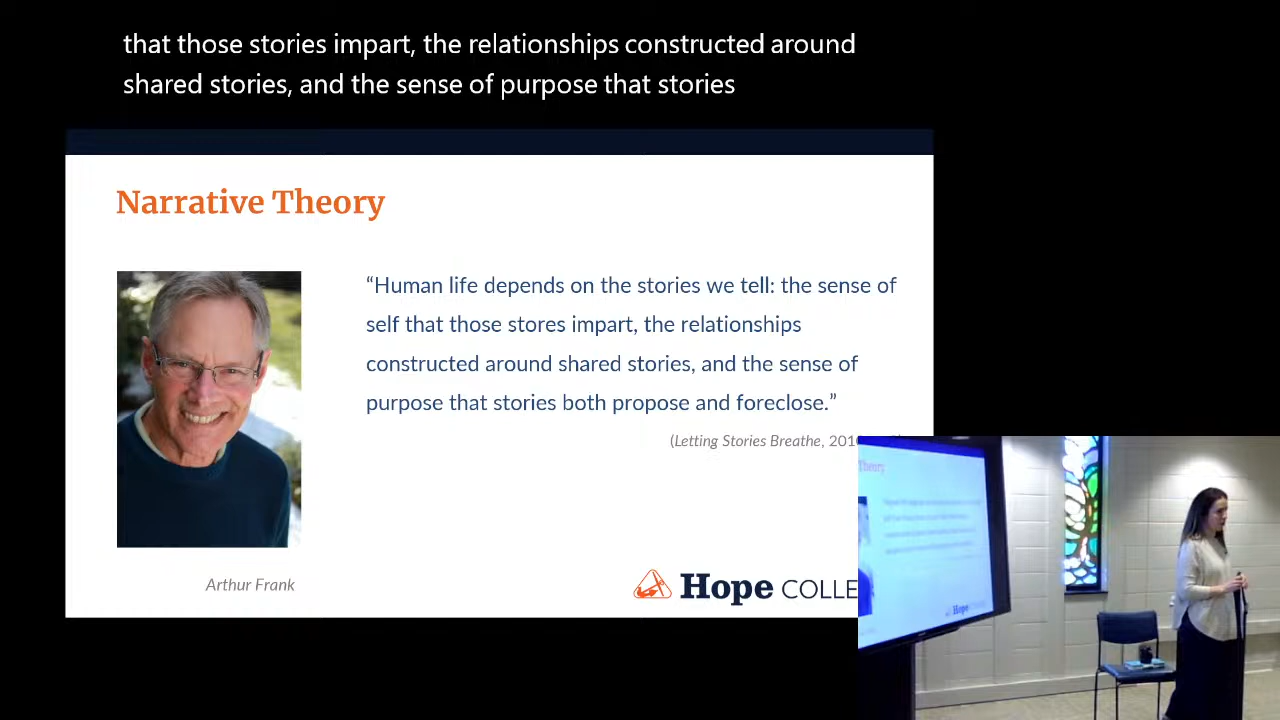 that those stories impart, the relationships constructed around
shared stories, and the sense of purpose that stories
Narrative Theory
“Human life depends on the stories we tell: the sense of
self that those stores impart, the relationships
constructed around shared stories, and the sense of
purpose that stories both propose and foreclose.”
(Letting Stories Breathe,
Arthur Frank
Hope COLLE
Theory
Hope